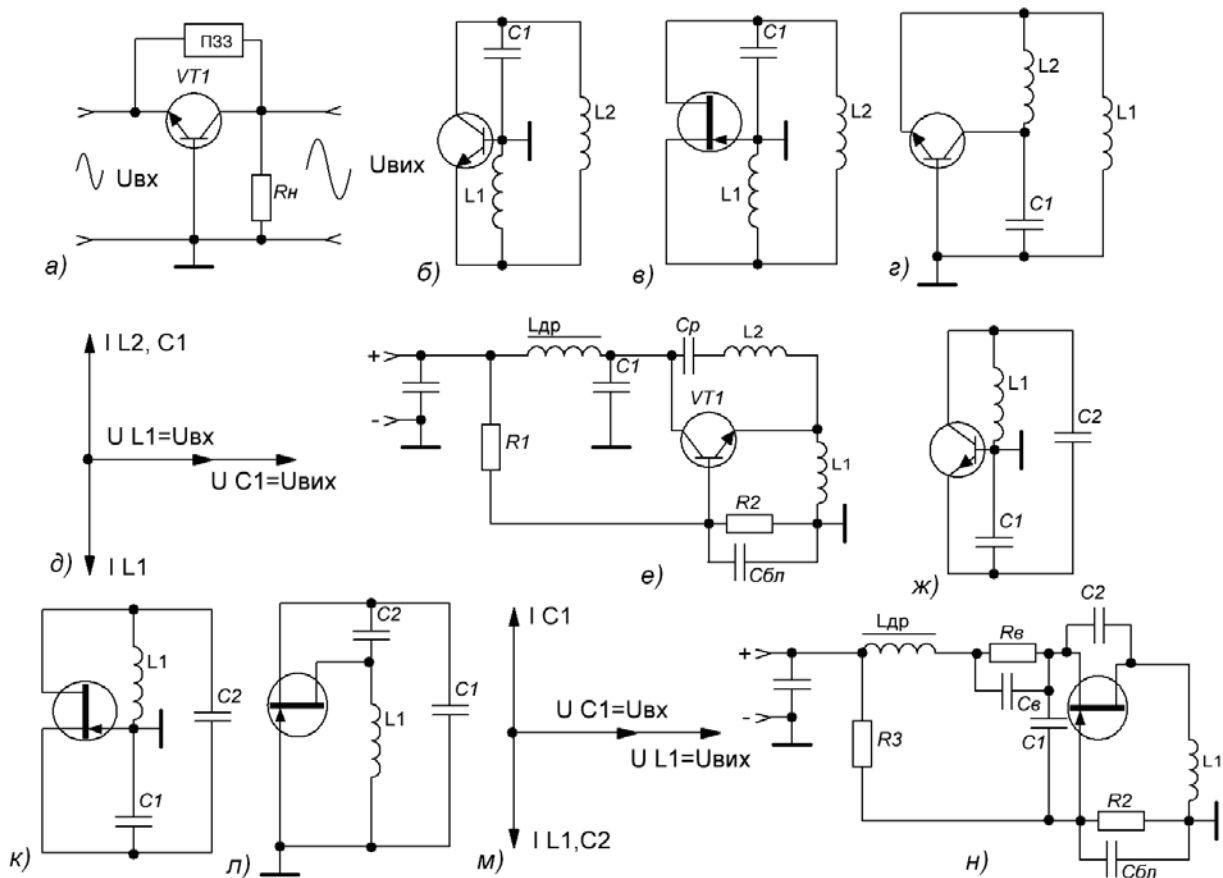 ПЗЗ
VT1
Uвх
Rн
Uвих
а)
C1
L2
L1
б)
C1
L2
L1
в)
L2
L1
C1
г)
I L2, C1
U L1=Uвх
U C1=Uвих
I L1
д)
Lдр
Cр
L2
+
C1
VT1
-
R1
L1
R2
Cбл
е)
L1
C2
C1
ж)
L1
C2
C1
к)
C2
C1
L1
л)
I C1
U C1=Uвх
U L1=Uвих
I L1,C2
м)
C2
Lдр
Rв
+
Cв
-
R3
C1
L1
R2
Cбл
н)